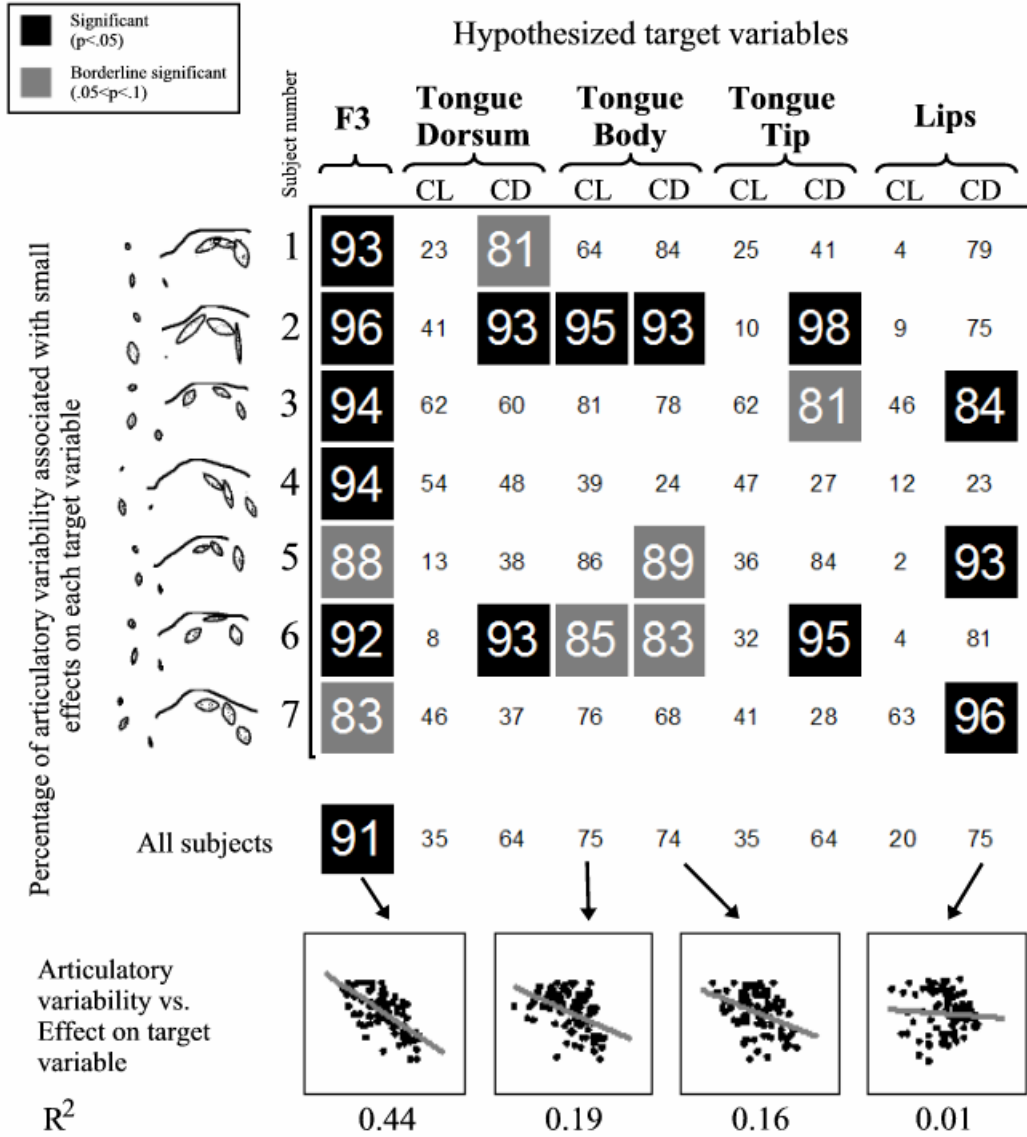 Significant
(p<.05)
Borderline significant
(.05<p<.1)
Hypothesized target variables
Subject number
F3
Tongue Dorsum
Tongue Body
Tongue Tip
Lips
CL CD CL CD CL CD CL CD
Percentage of articulatory variability associated with small
effects on each target variable
1 93 23 81 64 84 25 41 4 79
2 96 41 93 95 93 10 98 9 75
3 94 62 60 81 78 62 81 46 84
4 94 54 48 39 24 47 27 12 23
5 88 13 38 86 89 36 84 2 93
6 92 8 93 85 83 32 95 4 81
7 83 46 37 76 68 41 28 63 96
All subjects 91 35 64 75 74 35 64 20 75
Articulatory
variability vs.
Effect on target
variable
R² 0.44 0.19 0.16 0.01